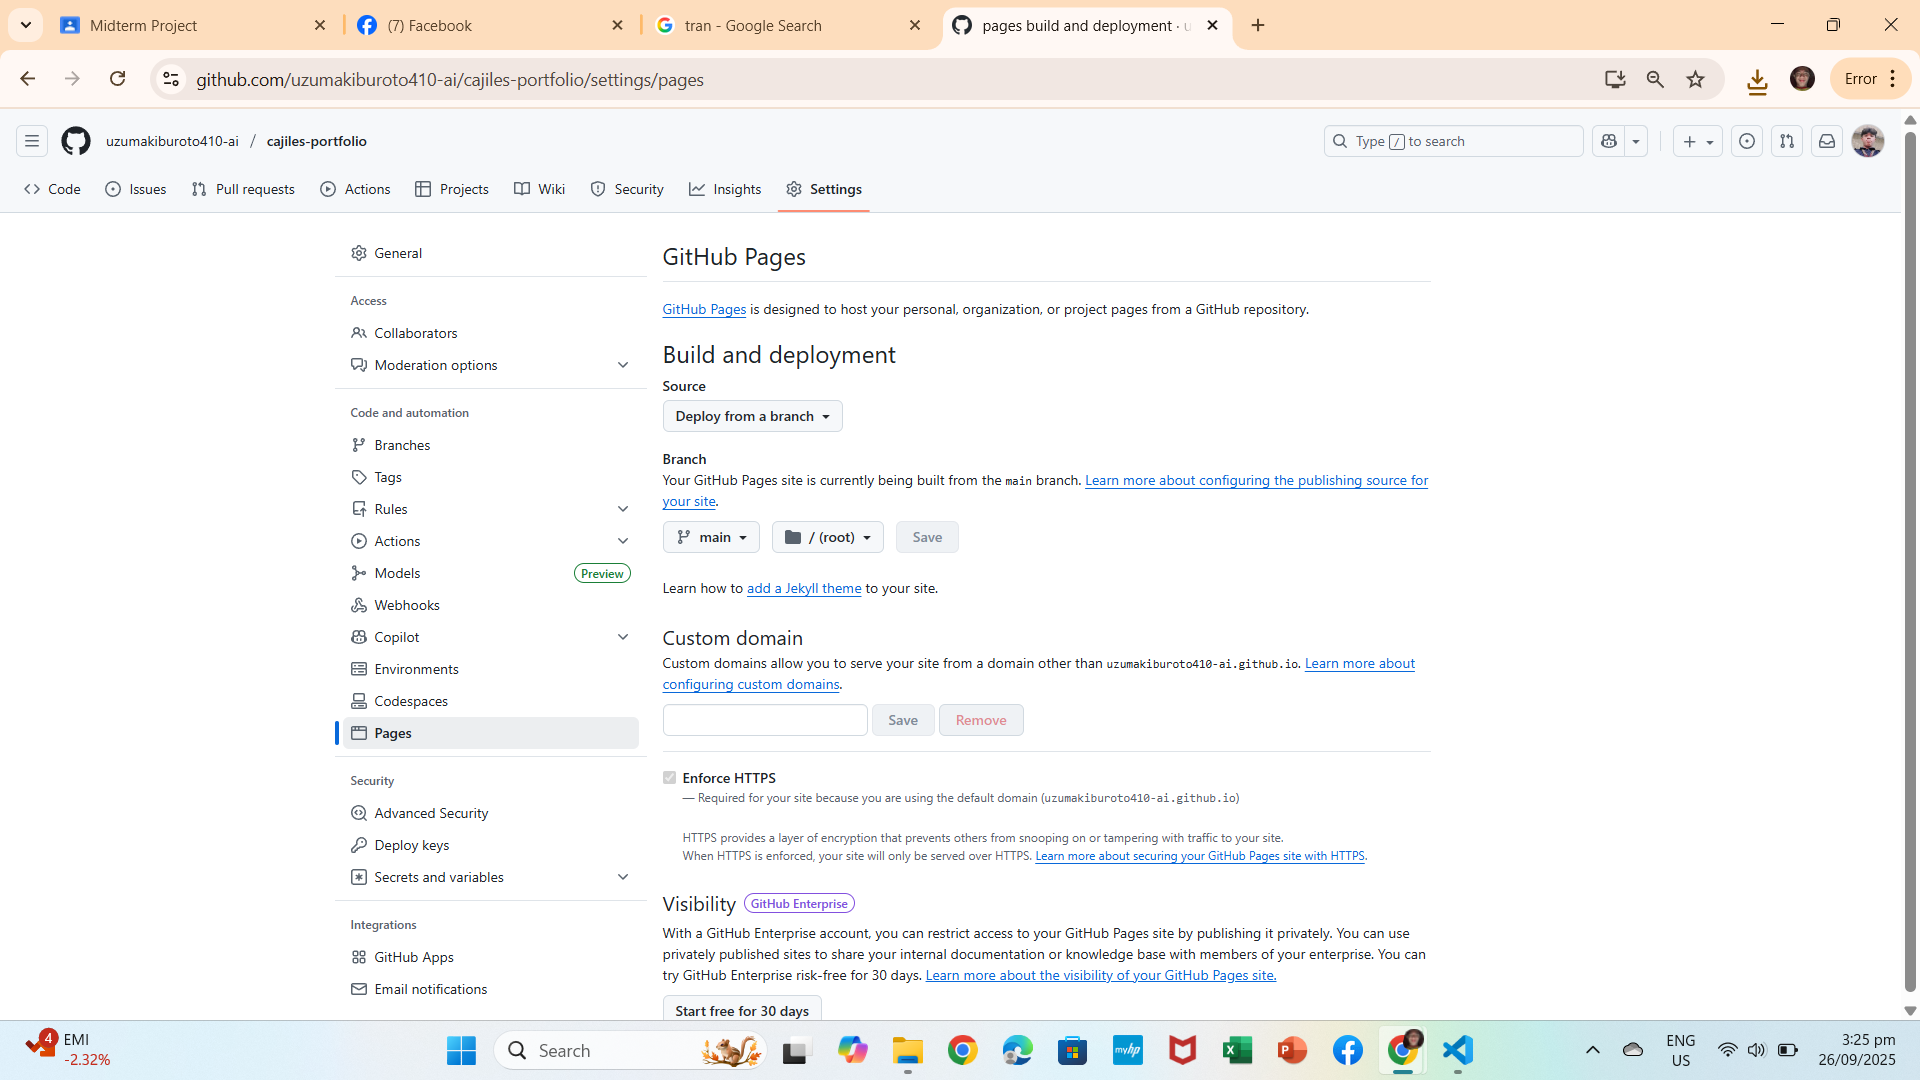 Midterm Project
(7) Facebook
tran - Google Search
pages build and deployment · u
github.com/uzumakiburoto410-ai/cajiles-portfolio/settings/pages
Error
uzumakiburoto410-ai / cajiles-portfolio
Type / to search
Code
Issues
Pull requests
Actions
Projects
Wiki
Security
Insights
Settings
General
Access
Collaborators
Moderation options
Code and automation
Branches
Tags
Rules
Actions
Models
Preview
Webhooks
Copilot
Environments
Codespaces
Pages
Security
Advanced Security
Deploy keys
Secrets and variables
Integrations
GitHub Apps
Email notifications
GitHub Pages
GitHub Pages is designed to host your personal, organization, or project pages from a GitHub repository.
Build and deployment
Source
Deploy from a branch
Branch
Your GitHub Pages site is currently being built from the main branch. Learn more about configuring the publishing source for
your site.
main
/ (root)
Save
Learn how to add a Jekyll theme to your site.
Custom domain
Custom domains allow you to serve your site from a domain other than uzumakiburoto410-ai.github.io. Learn more about
configuring custom domains.
Save
Remove
Enforce HTTPS
— Required for your site because you are using the default domain (uzumakiburoto410-ai.github.io)
HTTPS provides a layer of encryption that prevents others from snooping on or tampering with traffic to your site.
When HTTPS is enforced, your site will only be served over HTTPS. Learn more about securing your GitHub Pages site with HTTPS.
Visibility GitHub Enterprise
With a GitHub Enterprise account, you can restrict access to your GitHub Pages site by publishing it privately. You can use
privately published sites to share your internal documentation or knowledge base with members of your enterprise. You can
try GitHub Enterprise risk-free for 30 days. Learn more about the visibility of your GitHub Pages site.
Start free for 30 days
4
EMI
-2.32%
Search
myhp
ENG
US
3:25 pm
26/09/2025